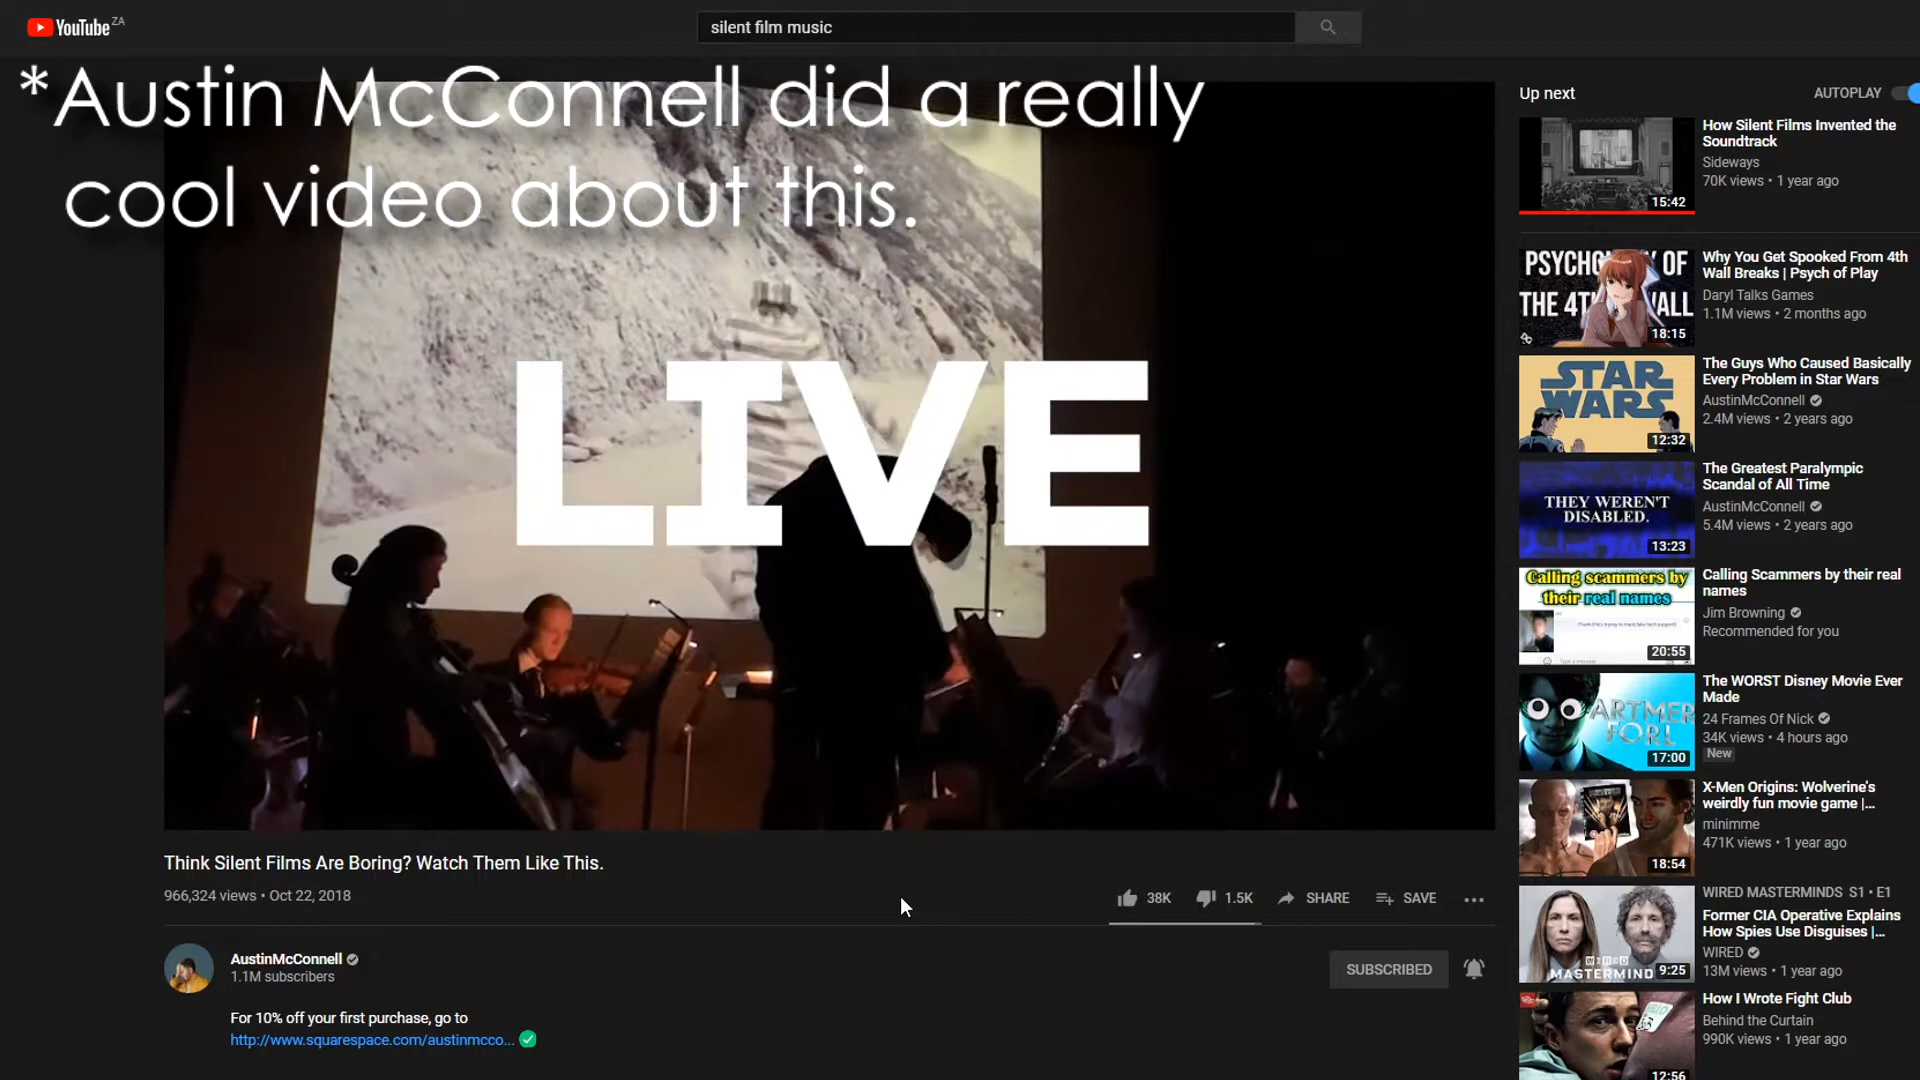 YouTube ZA
silent film music
*Austin McConnell did a really
cool video about this.
LIVE
Think Silent Films Are Boring? Watch Them Like This.
966,324 views • Oct 22, 2018
38K
1.5K
SHARE
SAVE
AustinMcConnell
1.1M subscribers
SUBSCRIBED
For 10% off your first purchase, go to
http://www.squarespace.com/austinmcco...
Up next
AUTOPLAY
15:42
How Silent Films Invented the
Soundtrack
Sideways
70K views • 1 year ago
18:15
Why You Get Spooked From 4th
Wall Breaks | Psych of Play
Daryl Talks Games
1.1M views • 2 months ago
STAR
WARS
12:32
The Guys Who Caused Basically
Every Problem in Star Wars
AustinMcConnell
2.4M views • 2 years ago
THEY WEREN'T
DISABLED.
13:23
The Greatest Paralympic
Scandal of All Time
AustinMcConnell
5.4M views • 2 years ago
Calling scammers by
their real names
20:55
Calling Scammers by their real
names
Jim Browning
Recommended for you
17:00
The WORST Disney Movie Ever
Made
24 Frames Of Nick
34K views • 4 hours ago
New
18:54
X-Men Origins: Wolverine's
weirdly fun movie game |...
minimme
471K views • 1 year ago
WIRED
MASTERMIND
9:25
WIRED MASTERMINDS S1 • E1
Former CIA Operative Explains
How Spies Use Disguises |...
WIRED
13M views • 1 year ago
12:56
How I Wrote Fight Club
Behind the Curtain
990K views • 1 year ago